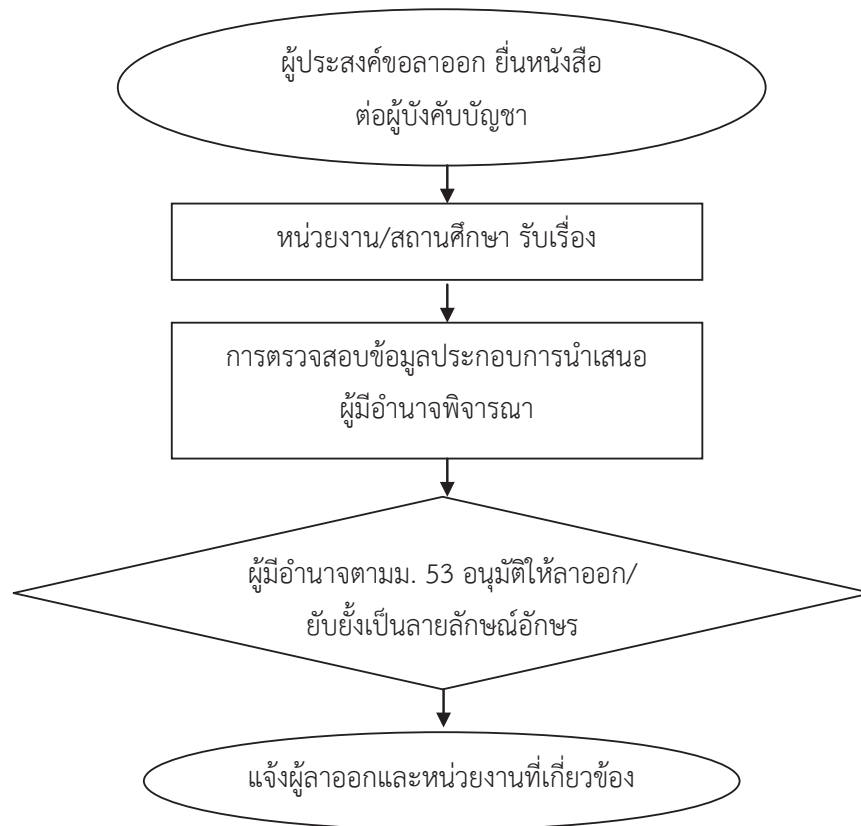 ผู้ประสงค์ขอลาออก ยื่นหนังสือ
ต่อผู้บังคับบัญชา
หน่วยงาน/สถานศึกษา รับเรื่อง
การตรวจสอบข้อมูลประกอบการนำเสนอ
ผู้มีอำนาจพิจารณา
ผู้มีอำนาจตามม. 53 อนุมัติให้ลาออก/
ยับยั้งเป็นลายลักษณ์อักษร
แจ้งผู้ลาออกและหน่วยงานที่เกี่ยวข้อง